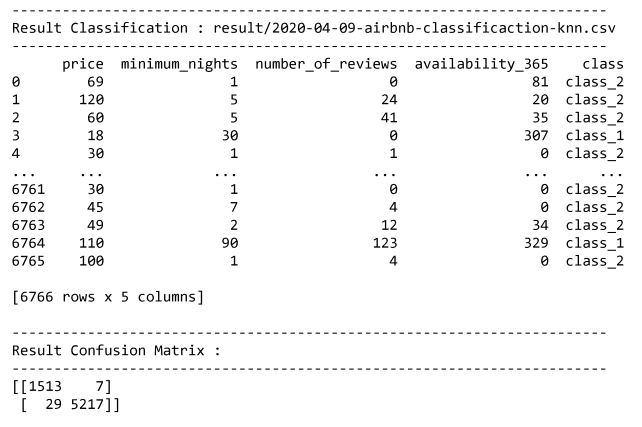 ------------------------------------------------------------------------
Result Classification : result/2020-04-09-airbnb-classificaction-knn.csv
------------------------------------------------------------------------
      price  minimum_nights  number_of_reviews  availability_365    class
0        69               1                  0                81  class_2
1       120               5                 24                20  class_2
2        60               5                 41                35  class_2
3        18              30                  0               307  class_1
4        30               1                  1                 0  class_2
...     ...             ...                ...               ...      ...
6761     30               1                  0                 0  class_2
6762     45               7                  4                 0  class_2
6763     49               2                 12                34  class_2
6764    110              90                123               329  class_1
6765    100               1                  4                 0  class_2
[6766 rows x 5 columns]
------------------------------------------------------------------------
Result Confusion Matrix :
------------------------------------------------------------------------
[[1513    7]
 [  29 5217]]